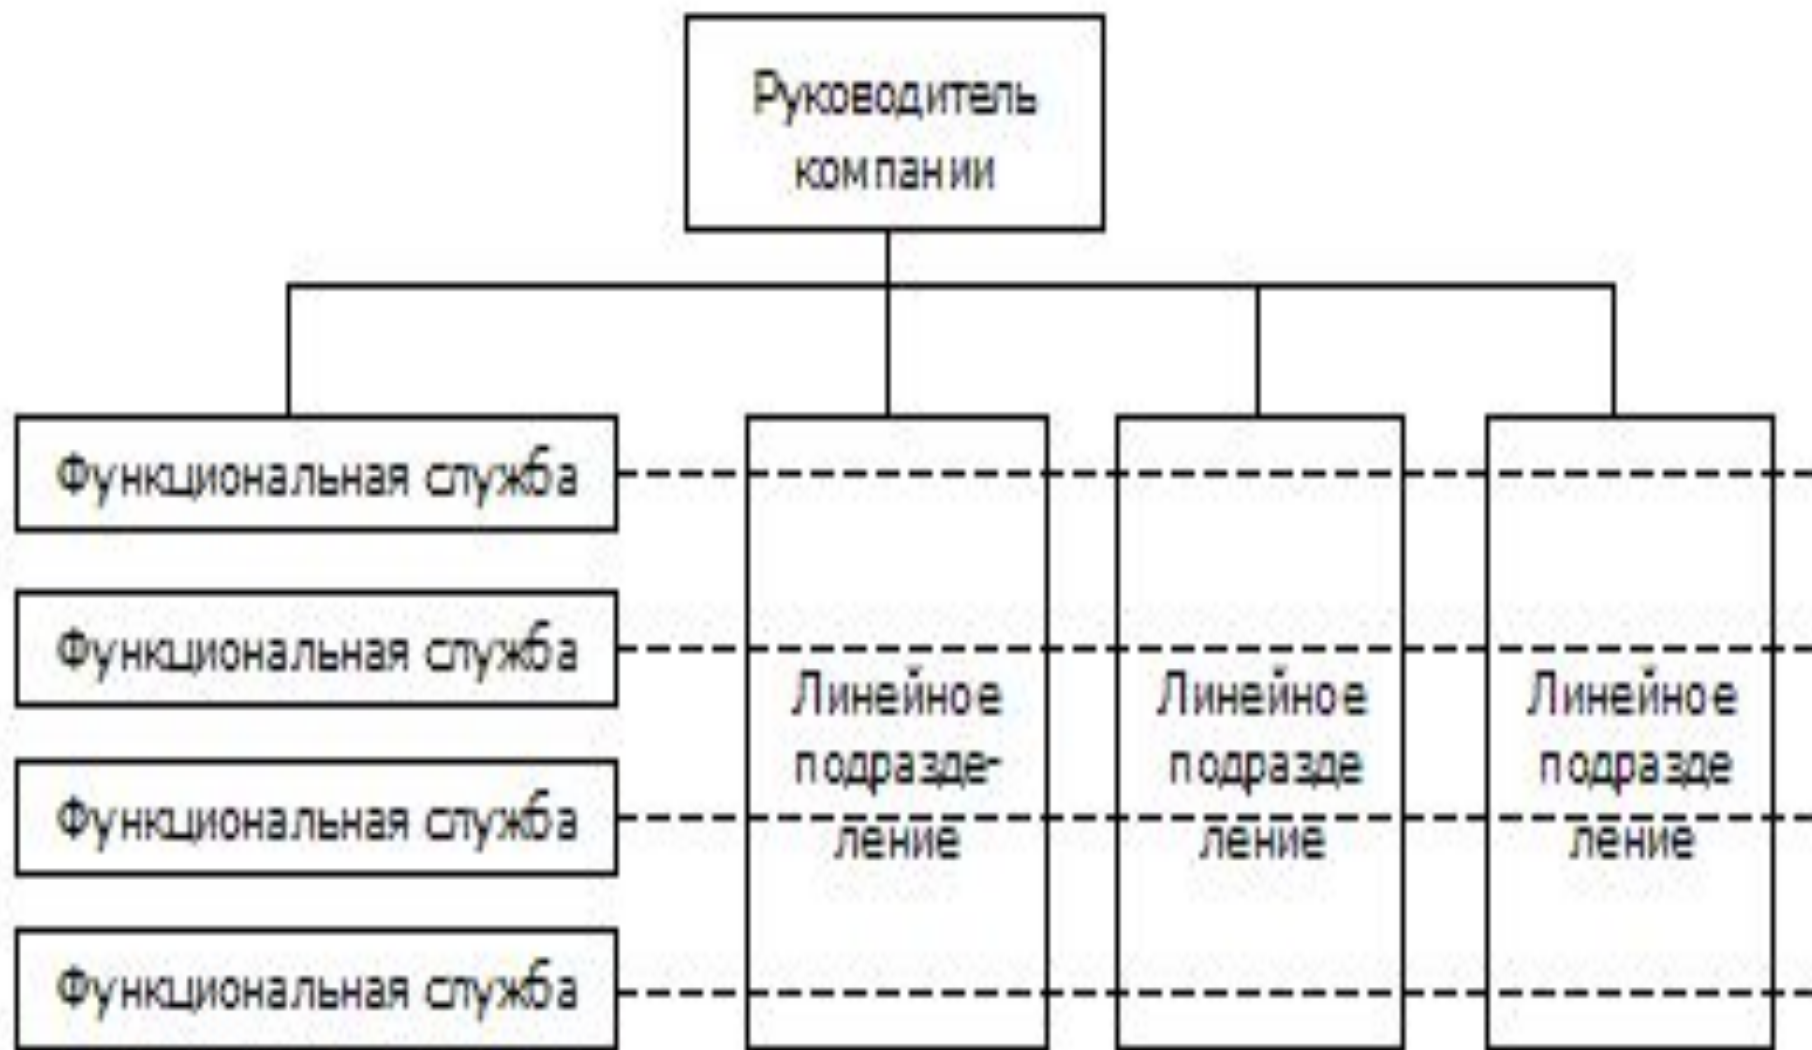 Руководитель
компании
Функциональная служба
Функциональная служба
Функциональная служба
Функциональная служба
Линейное
подразде-
ление
Линейное
подразде
ление
Линейное
подразде
ление